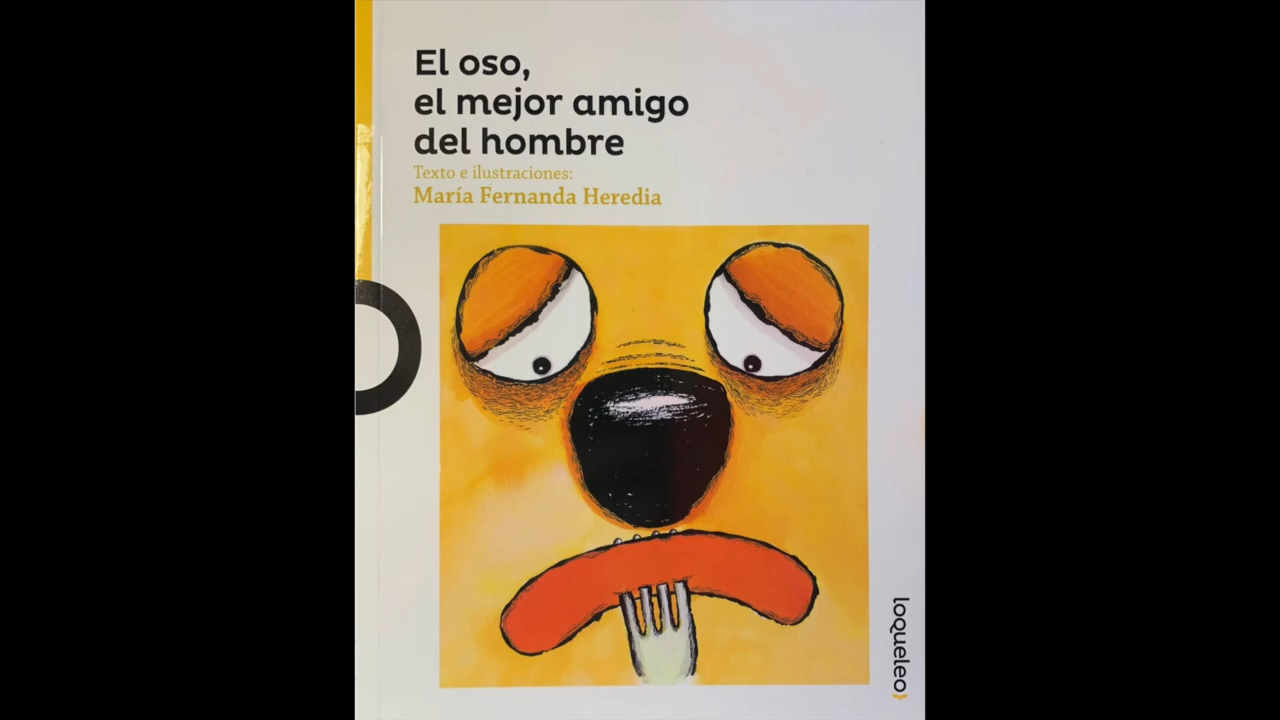 El oso,
el mejor amigo
del hombre
Texto e ilustraciones:
María Fernanda Heredia
loqueleo